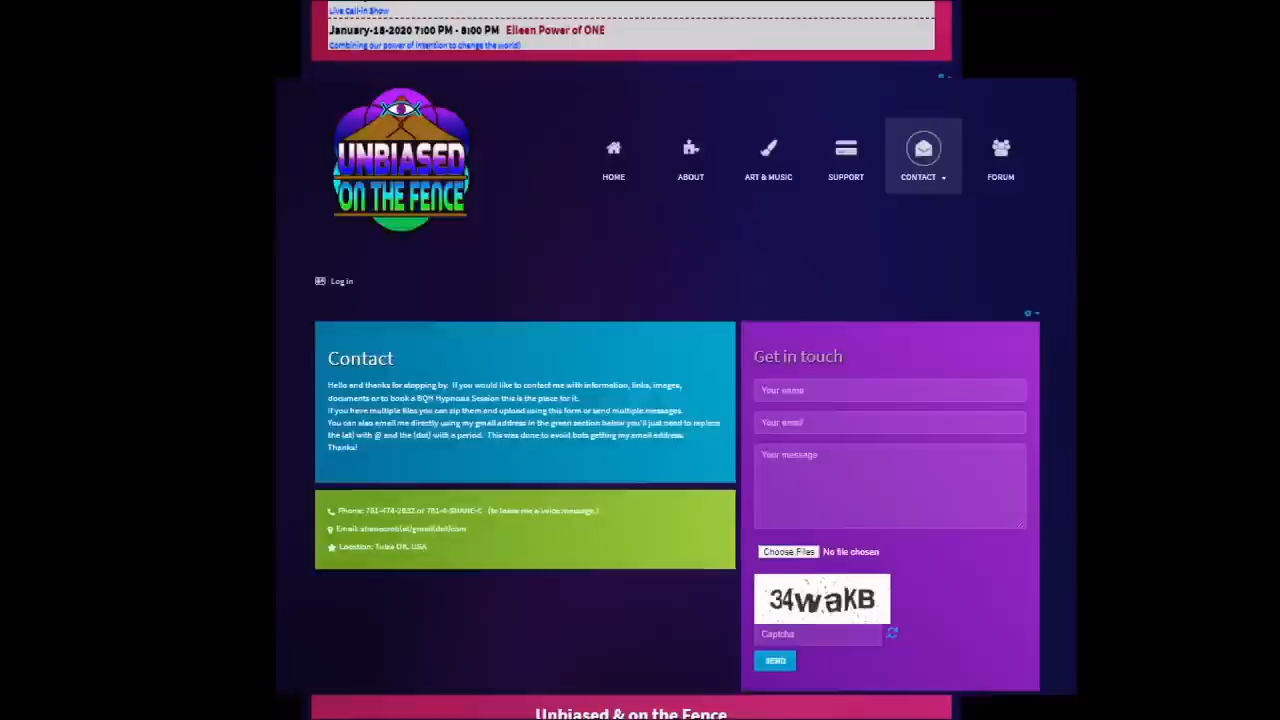 Live Call-in Show
January-18-2020 7:00 PM - 8:00 PM Eileen Power of ONE
Combining our power of intention to change the world!
UNBIASED
ON THE FENCE
HOME ABOUT ART & MUSIC SUPPORT CONTACT FORUM
Log in
Contact
Hello and thanks for stopping by. If you would like to contact me with information, links, images,
documents or to book a BQH Hypnosis Session this is the place for it.
If you have multiple files you can zip them and upload using this form or send multiple messages.
You can also email me directly using my gmail address in the green section below you'll just need to replace
the (at) with @ and the (dot) with a period. This was done to avoid bots getting my email address.
Thanks!
Phone: or (to leave me a voice message.)
Email:
Location: Tulsa OK, USA
Get in touch
Your name
Your email
Your message
Choose Files No file chosen
34waKB
Captcha
SEND
Unbiased & on the Fence